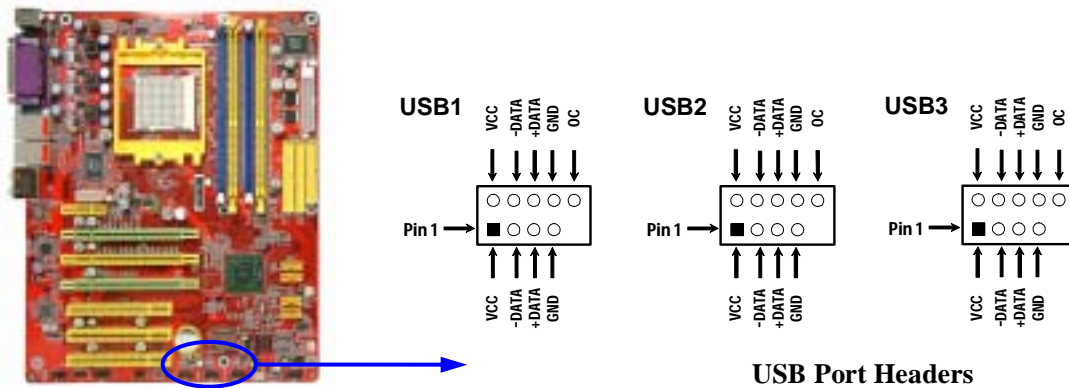 USB1
VCC
-DATA
+DATA
GND
OC
Pin 1
VCC
-DATA
+DATA
GND
USB2
VCC
-DATA
+DATA
GND
OC
Pin 1
VCC
-DATA
+DATA
GND
USB3
VCC
-DATA
+DATA
GND
OC
Pin 1
VCC
-DATA
+DATA
GND
USB Port Headers